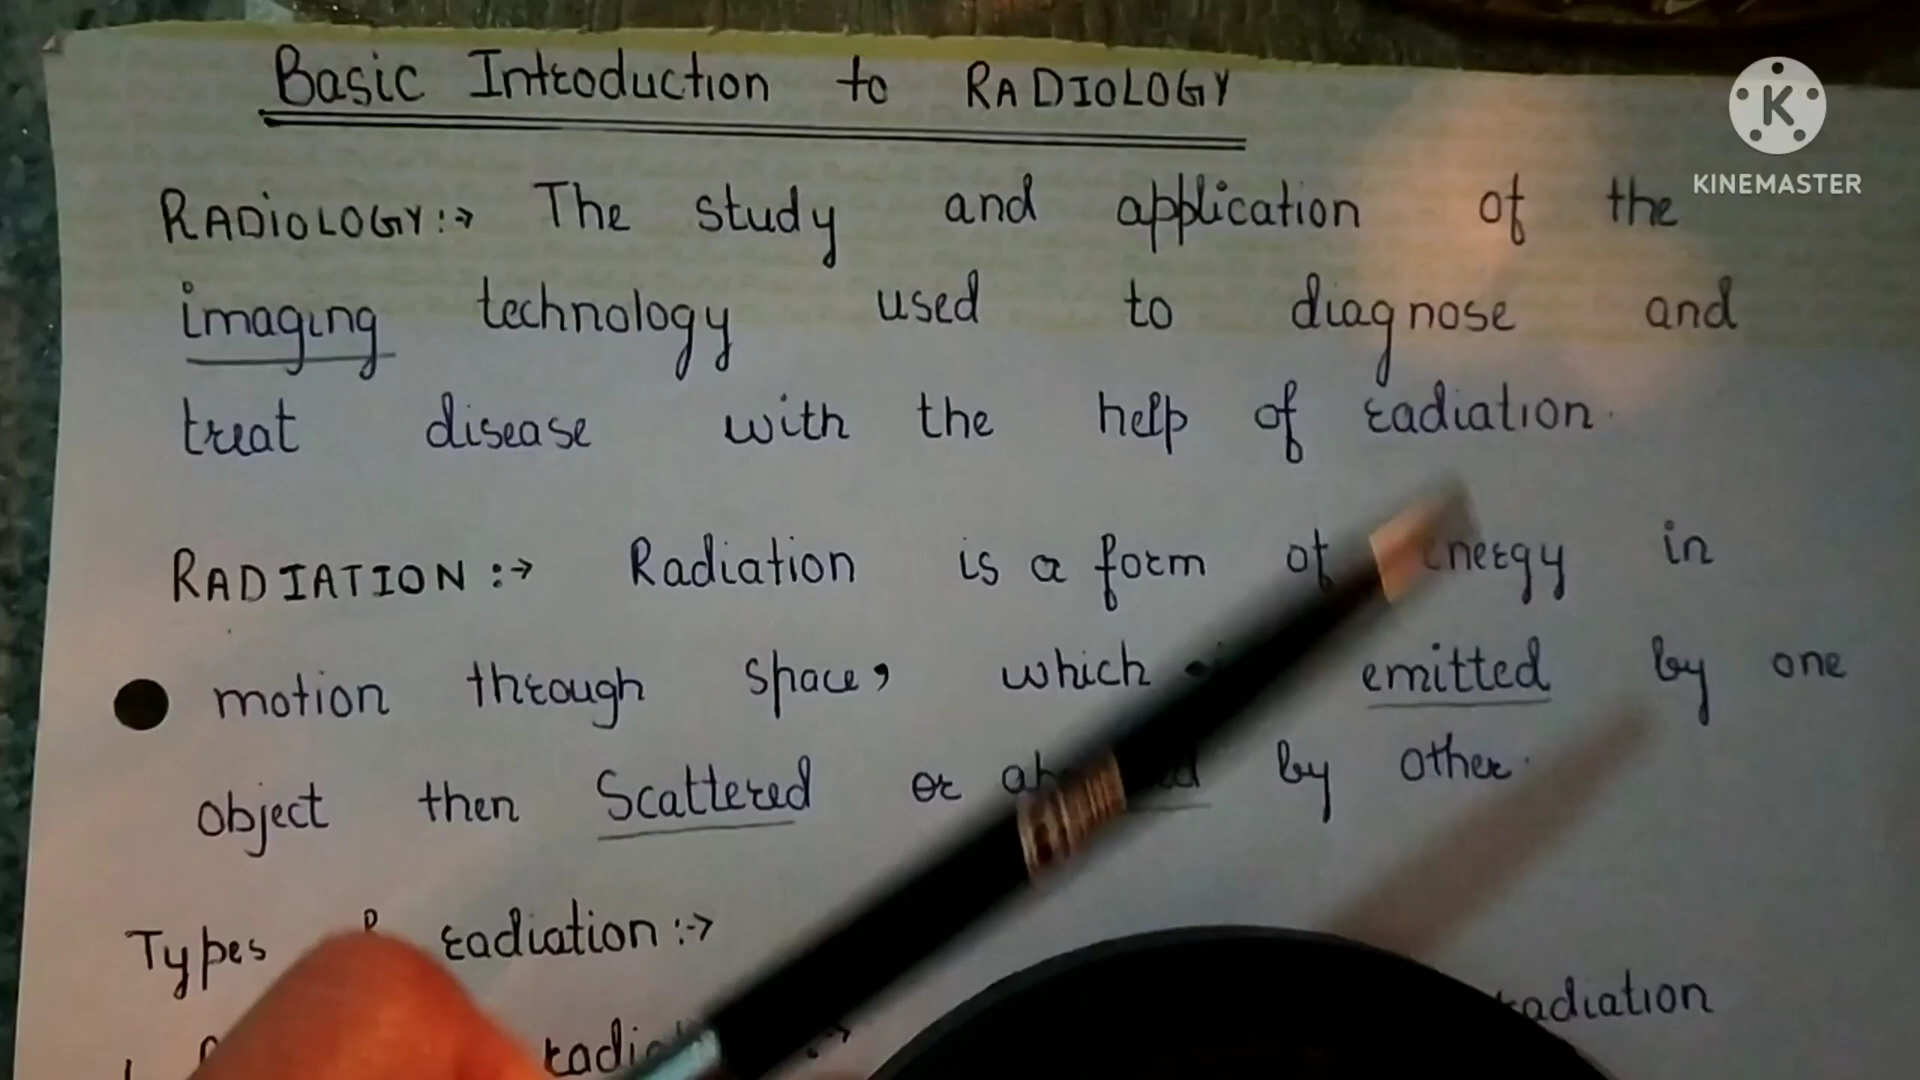 Basic Introduction to RADIOLOGY
K
KINEMASTER
RADIOLOGY:→ The study and application of the
imaging technology used to diagnose and
treat disease with the help of radiation.
RADIATION:→ Radiation is a form of energy in
motion through space, which emitted by one
object then Scattered or by other.
Types radiation:→
radiation